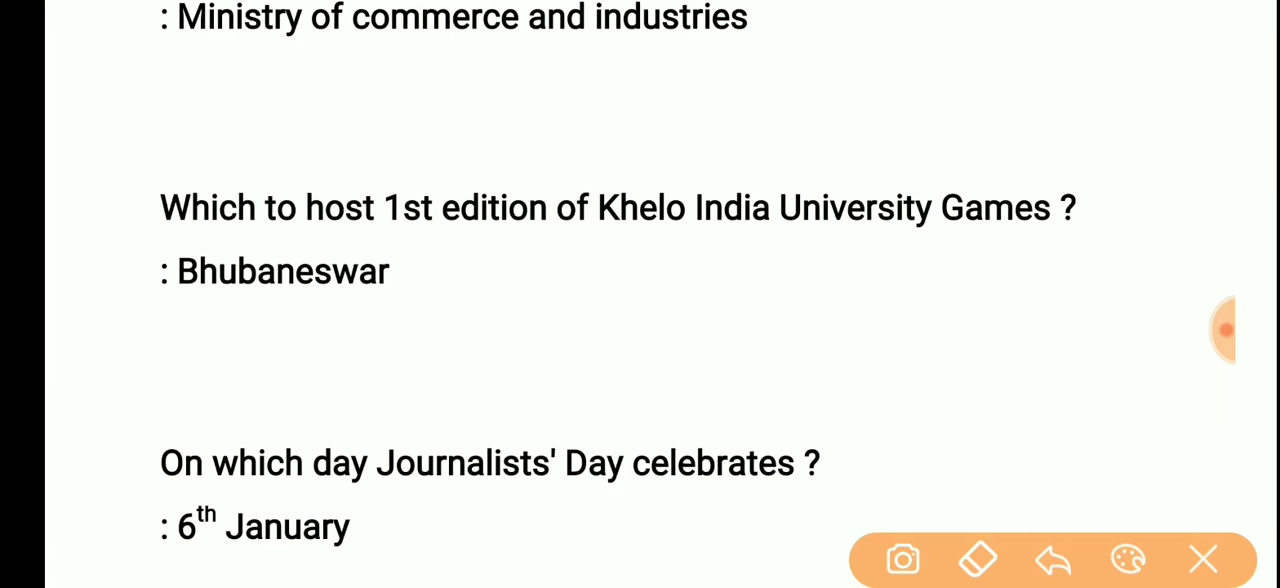 : Ministry of commerce and industries
Which to host 1st edition of Khelo India University Games ?
: Bhubaneswar
On which day Journalists' Day celebrates ?
: 6th January